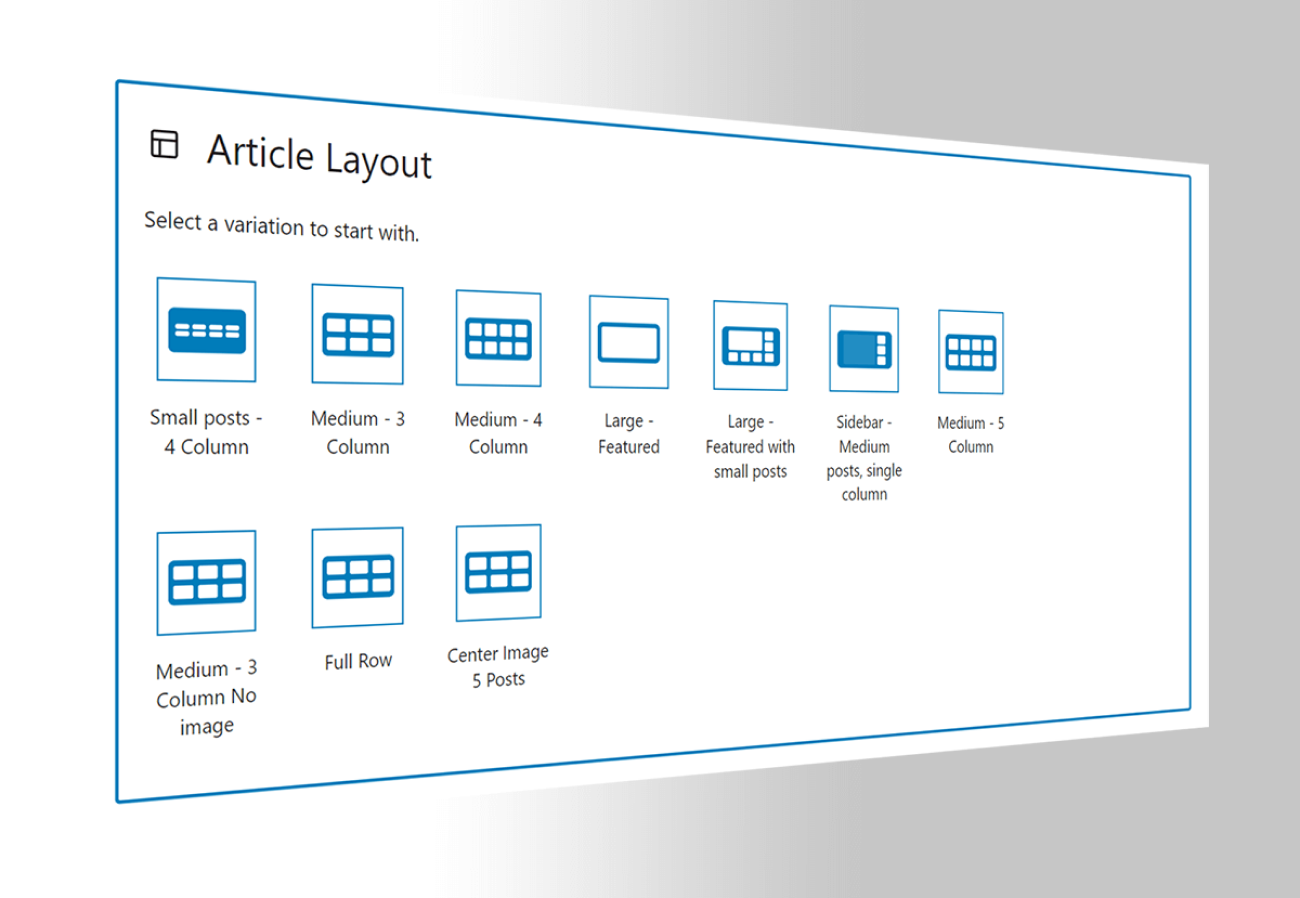 Article Layout
Select a variation to start with.
Small posts -
4 Column
Medium - 3
Column
Medium - 4
Column
Large -
Featured
Large -
Featured with
small posts
Sidebar -
Medium
posts, single
column
Medium - 5
Column
Medium - 3
Column No
image
Full Row
Center Image
5 Posts